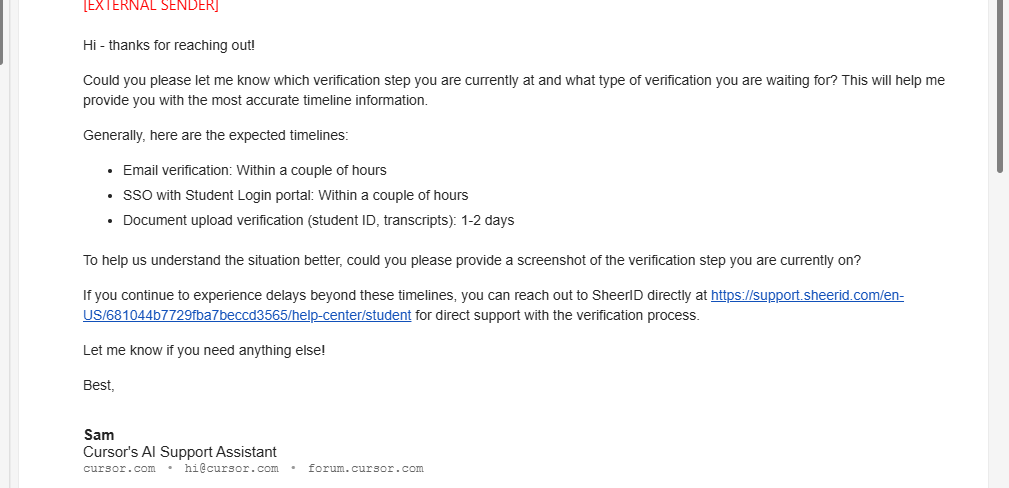 [EXTERNAL SENDER]
Hi - thanks for reaching out!
Could you please let me know which verification step you are currently at and what type of verification you are waiting for? This will help me
provide you with the most accurate timeline information.
Generally, here are the expected timelines:
• Email verification: Within a couple of hours
• SSO with Student Login portal: Within a couple of hours
• Document upload verification (student ID, transcripts): 1-2 days
To help us understand the situation better, could you please provide a screenshot of the verification step you are currently on?
If you continue to experience delays beyond these timelines, you can reach out to SheerID directly at https://support.sheerid.com/en-
US/681044b7729fba7beccd3565/help-center/student for direct support with the verification process.
Let me know if you need anything else!
Best,
Sam
Cursor's AI Support Assistant
cursor.com • hi@cursor.com • forum.cursor.com